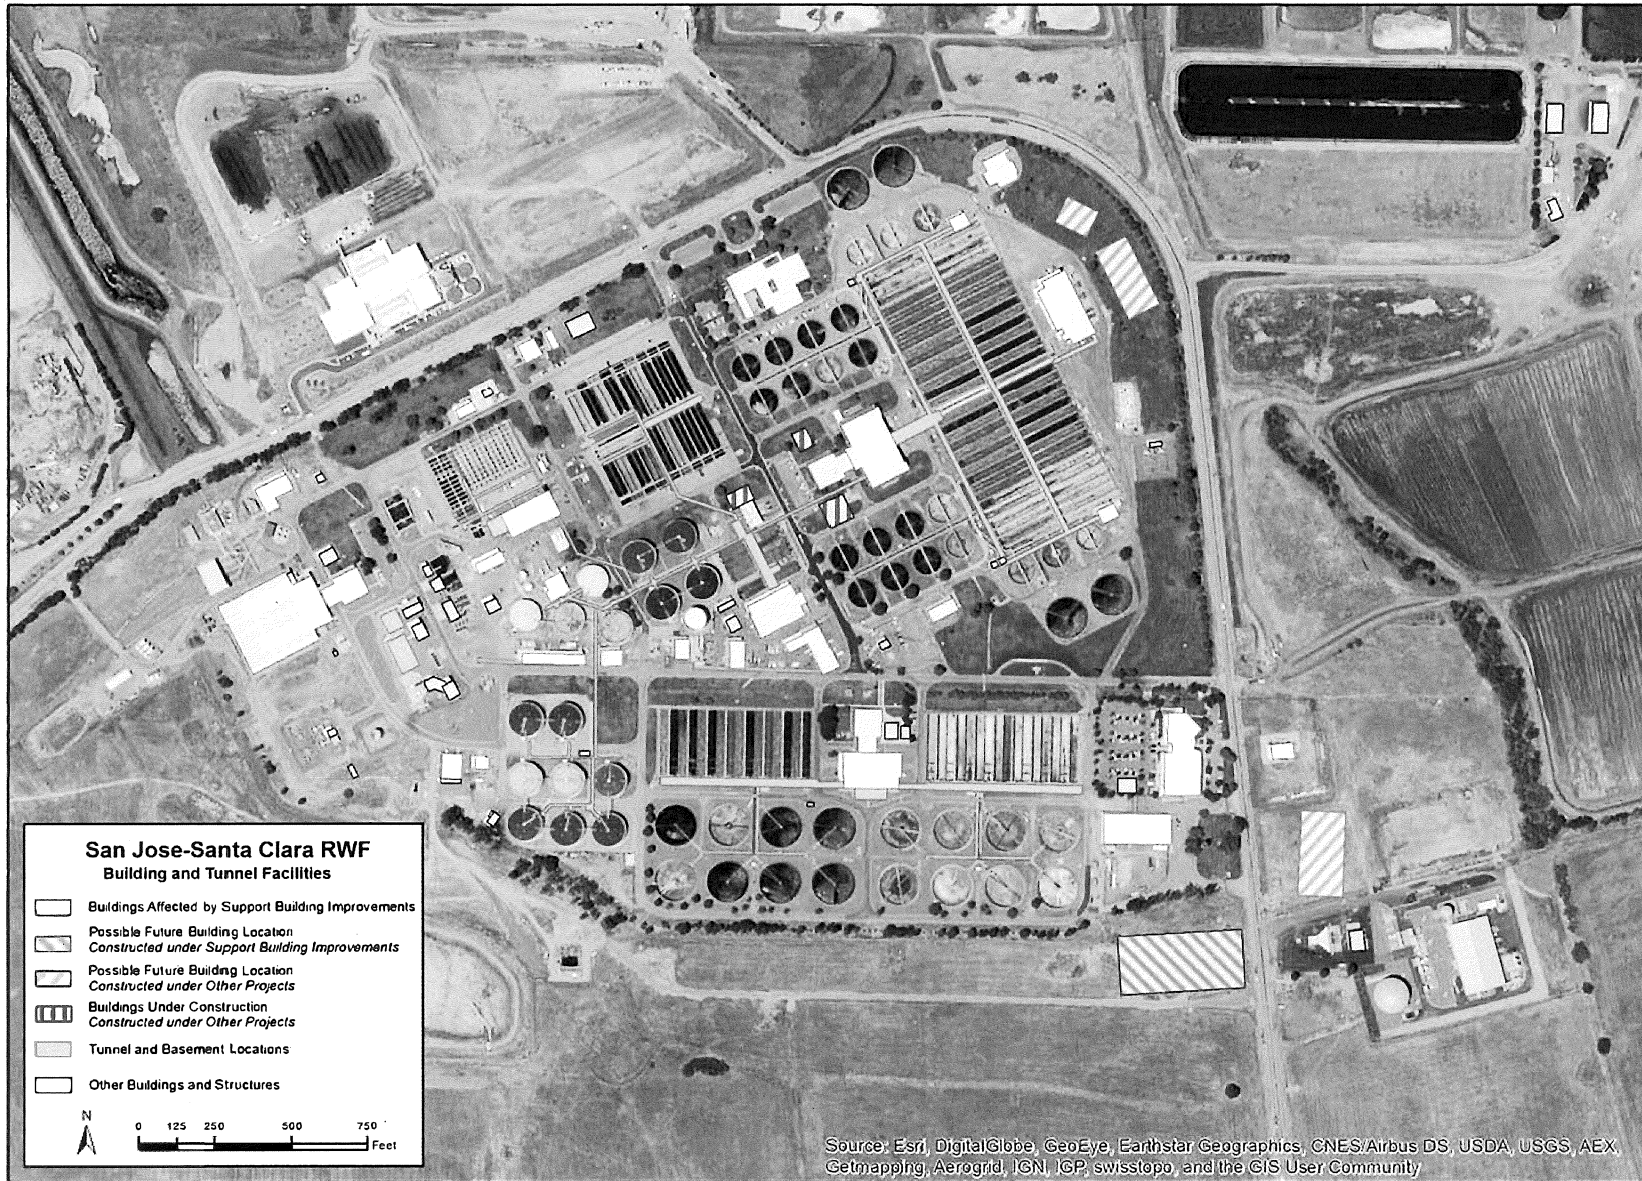 San Jose-Santa Clara RWF
Building and Tunnel Facilities
Buildings Affected by Support Building Improvements
Possible Future Building Location
Constructed under Support Building Improvements
Possible Future Building Location
Constructed under Other Projects
Buildings Under Construction
Constructed under Other Projects
Tunnel and Basement Locations
Other Buildings and Structures
N
0 125 250 500 750
Feet
Source: Esri, DigitalGlobe, GeoEye, Earthstar Geographics, CNES/Airbus DS, USDA, USGS, AEX,
Getmapping, Aerogrid, IGN, IGP, swisstopo, and the GIS User Community